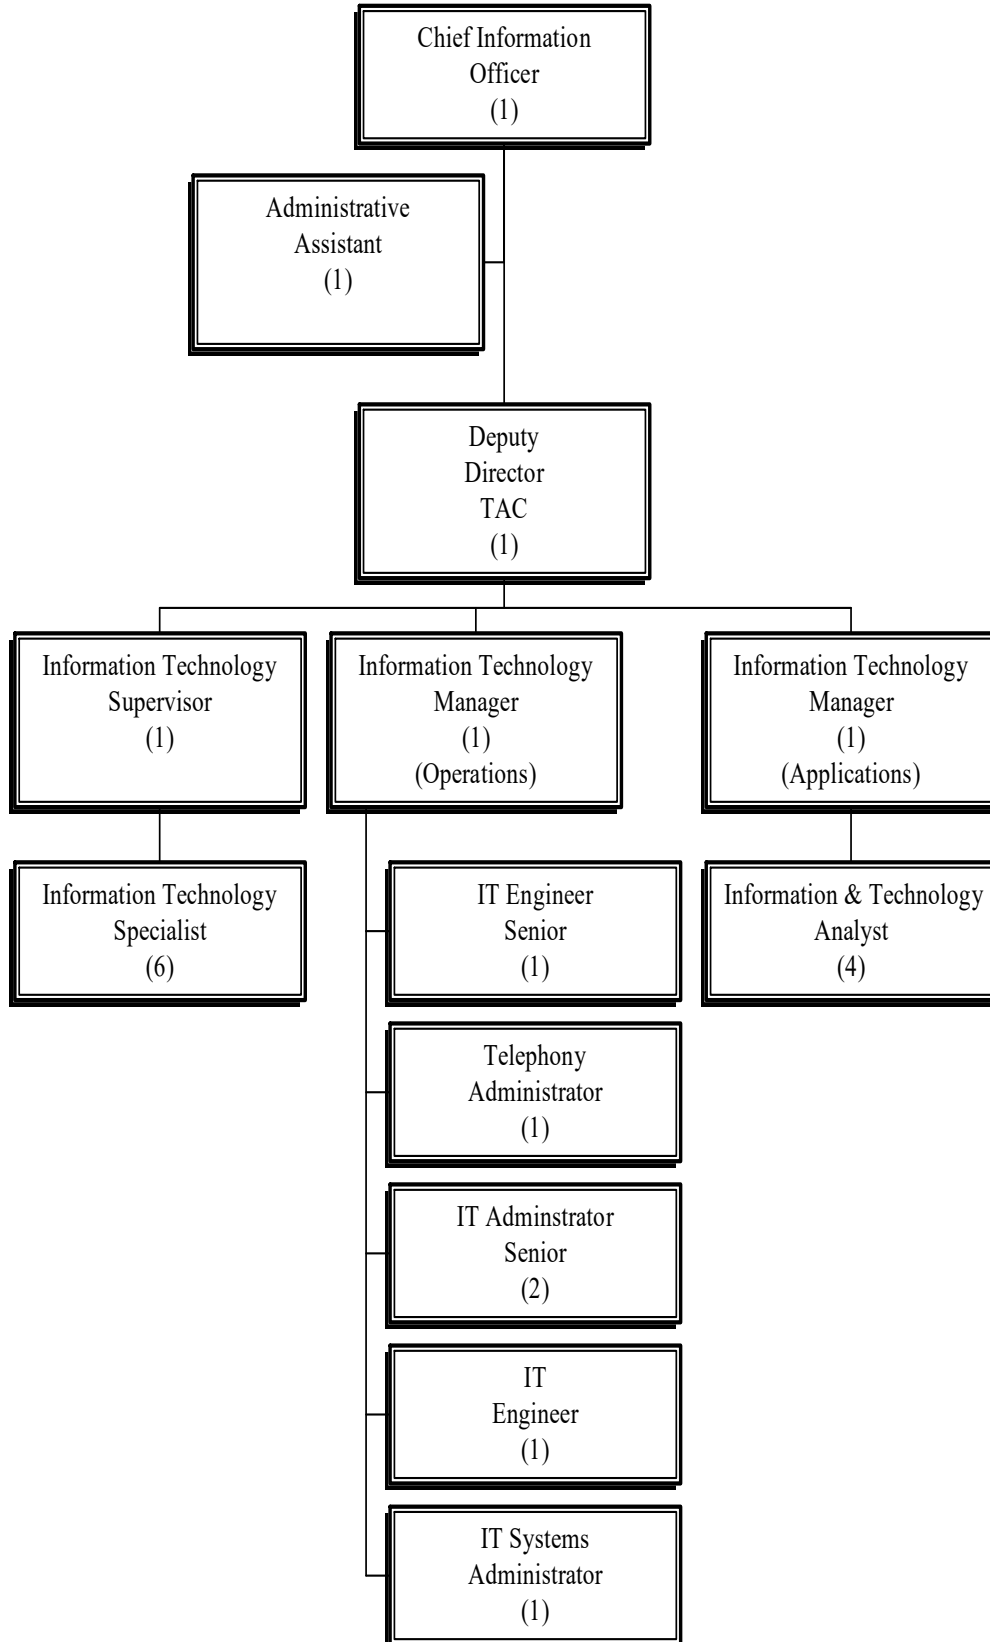 Chief Information
Officer
(1)
Administrative
Assistant
(1)
Deputy
Director
TAC
(1)
Information Technology
Supervisor
(1)
Information Technology
Manager
(1)
(Operations)
Information Technology
Manager
(1)
(Applications)
Information Technology
Specialist
(6)
IT Engineer
Senior
(1)
Information & Technology
Analyst
(4)
Telephony
Administrator
(1)
IT Adminstrator
Senior
(2)
IT
Engineer
(1)
IT Systems
Administrator
(1)